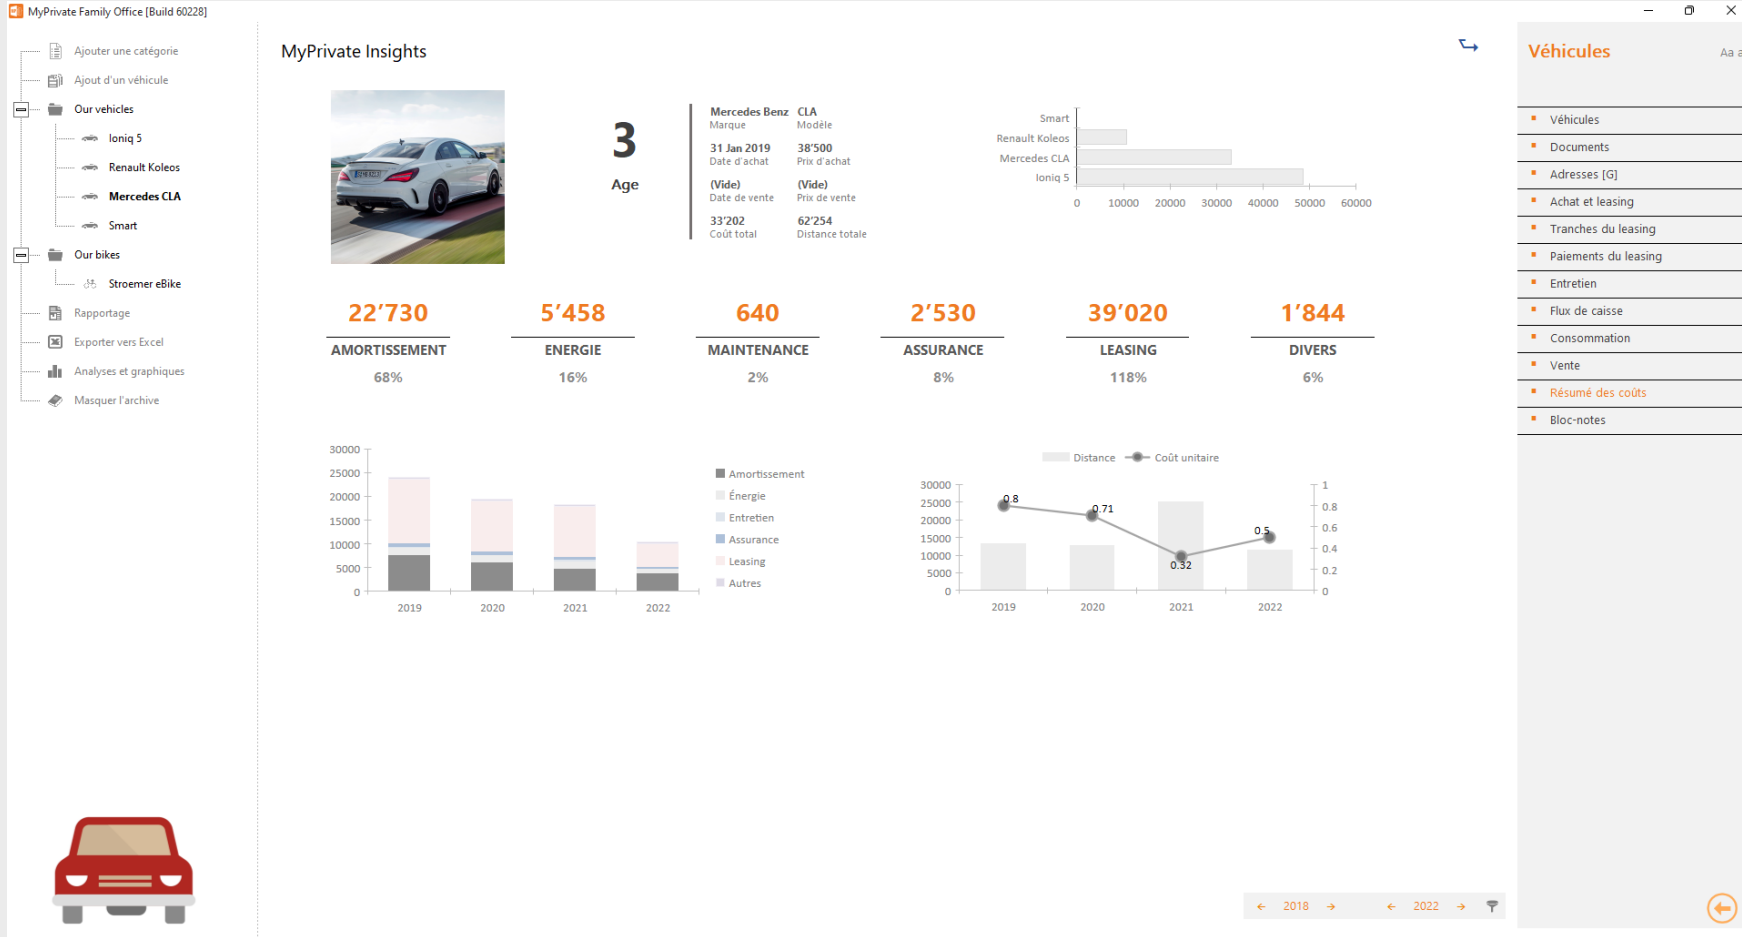 MyPrivate Family Office [Build 60228]
Ajouter une catégorie
Ajout d'un véhicule
Our vehicles
Ioniq 5
Renault Koleos
Mercedes CLA
Smart
Our bikes
Stroemer eBike
Rapportage
Exporter vers Excel
Analyses et graphiques
Masquer l'archive
MyPrivate Insights
3
Age
Mercedes Benz CLA
Marque Modèle
31 Jan 2019 38'500
Date d'achat Prix d'achat
(Vide) (Vide)
Date de vente Prix de vente
33'202 62'254
Coût total Distance totale
Smart
Renault Koleos
Mercedes CLA
Ioniq 5
0 10000 20000 30000 40000 50000 60000
22'730 5'458 640 2'530 39'020 1'844
AMORTISSEMENT ENERGIE MAINTENANCE ASSURANCE LEASING DIVERS
68% 16% 2% 8% 118% 6%
30000
25000
20000
15000
10000
5000
0
2019 2020 2021 2022
Amortissement
Énergie
Entretien
Assurance
Leasing
Autres
Distance Coût unitaire
30000
25000
20000
15000
10000
5000
0
0.8
0.71
0.32
0.5
1
0.8
0.6
0.4
0.2
0
2019 2020 2021 2022
2018 2022
Véhicules
Aa
Véhicules
Documents
Adresses [G]
Achat et leasing
Tranches du leasing
Paiements du leasing
Entretien
Flux de caisse
Consommation
Vente
Résumé des coûts
Bloc-notes